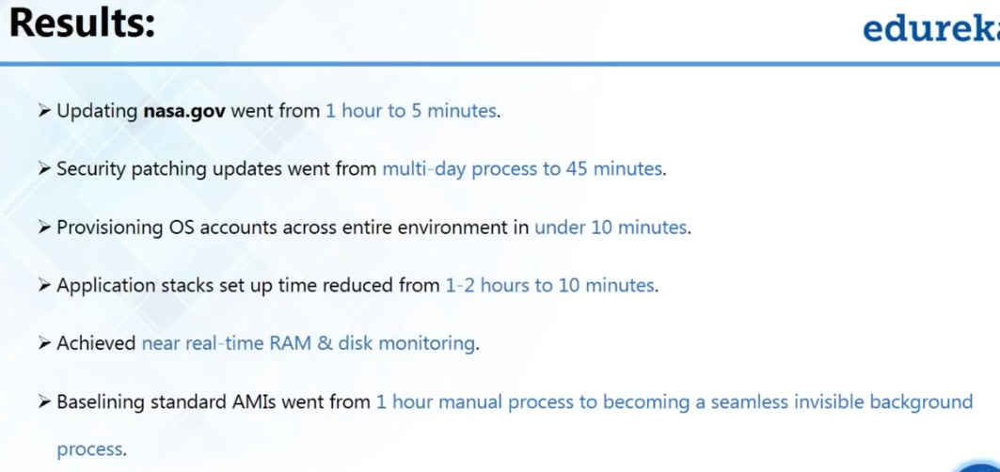 Results:
edureka
➤ Updating nasa.gov went from 1 hour to 5 minutes.
➤ Security patching updates went from multi-day process to 45 minutes.
➤ Provisioning OS accounts across entire environment in under 10 minutes.
➤ Application stacks set up time reduced from 1-2 hours to 10 minutes.
➤ Achieved near real-time RAM & disk monitoring.
➤ Baselining standard AMIs went from 1 hour manual process to becoming a seamless invisible background
process.